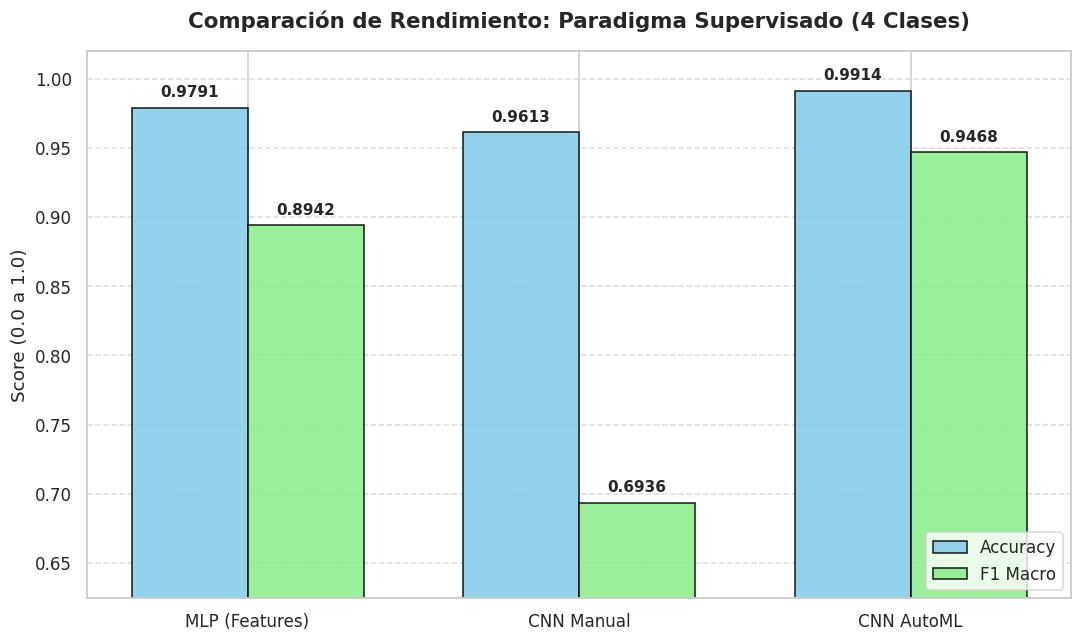 Comparación de Rendimiento: Paradigma Supervisado (4 Clases)
Score (0.0 a 1.0)
1.00
0.95
0.90
0.85
0.80
0.75
0.70
0.65
0.9791
0.8942
0.9613
0.6936
0.9914
0.9468
Accuracy
F1 Macro
MLP (Features)
CNN Manual
CNN AutoML